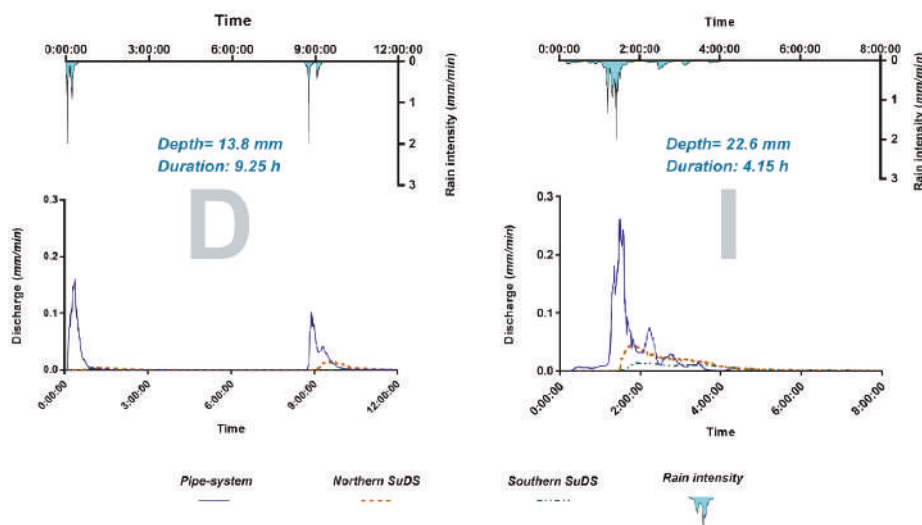 Time
0:00:00 3:00:00 6:00:00 9:00:00 12:00:00
0
1
2
3
Rain intensity (mm/min)
Depth= 13.8 mm
Duration: 9.25 h
D
0.3
0.2
0.1
0.0
Discharge (mm/min)
0:00:00 3:00:00 6:00:00 9:00:00 12:00:00
Time
Time
0:00:00 2:00:00 4:00:00 6:00:00 8:00:00
0
1
2
3
Rain intensity (mm/min)
Depth= 22.6 mm
Duration: 4.15 h
I
0.3
0.2
0.1
0.0
Discharge (mm/min)
0:00:00 2:00:00 4:00:00 6:00:00 8:00:00
Time
Pipe-system Northern SuDS Southern SuDS Rain intensity